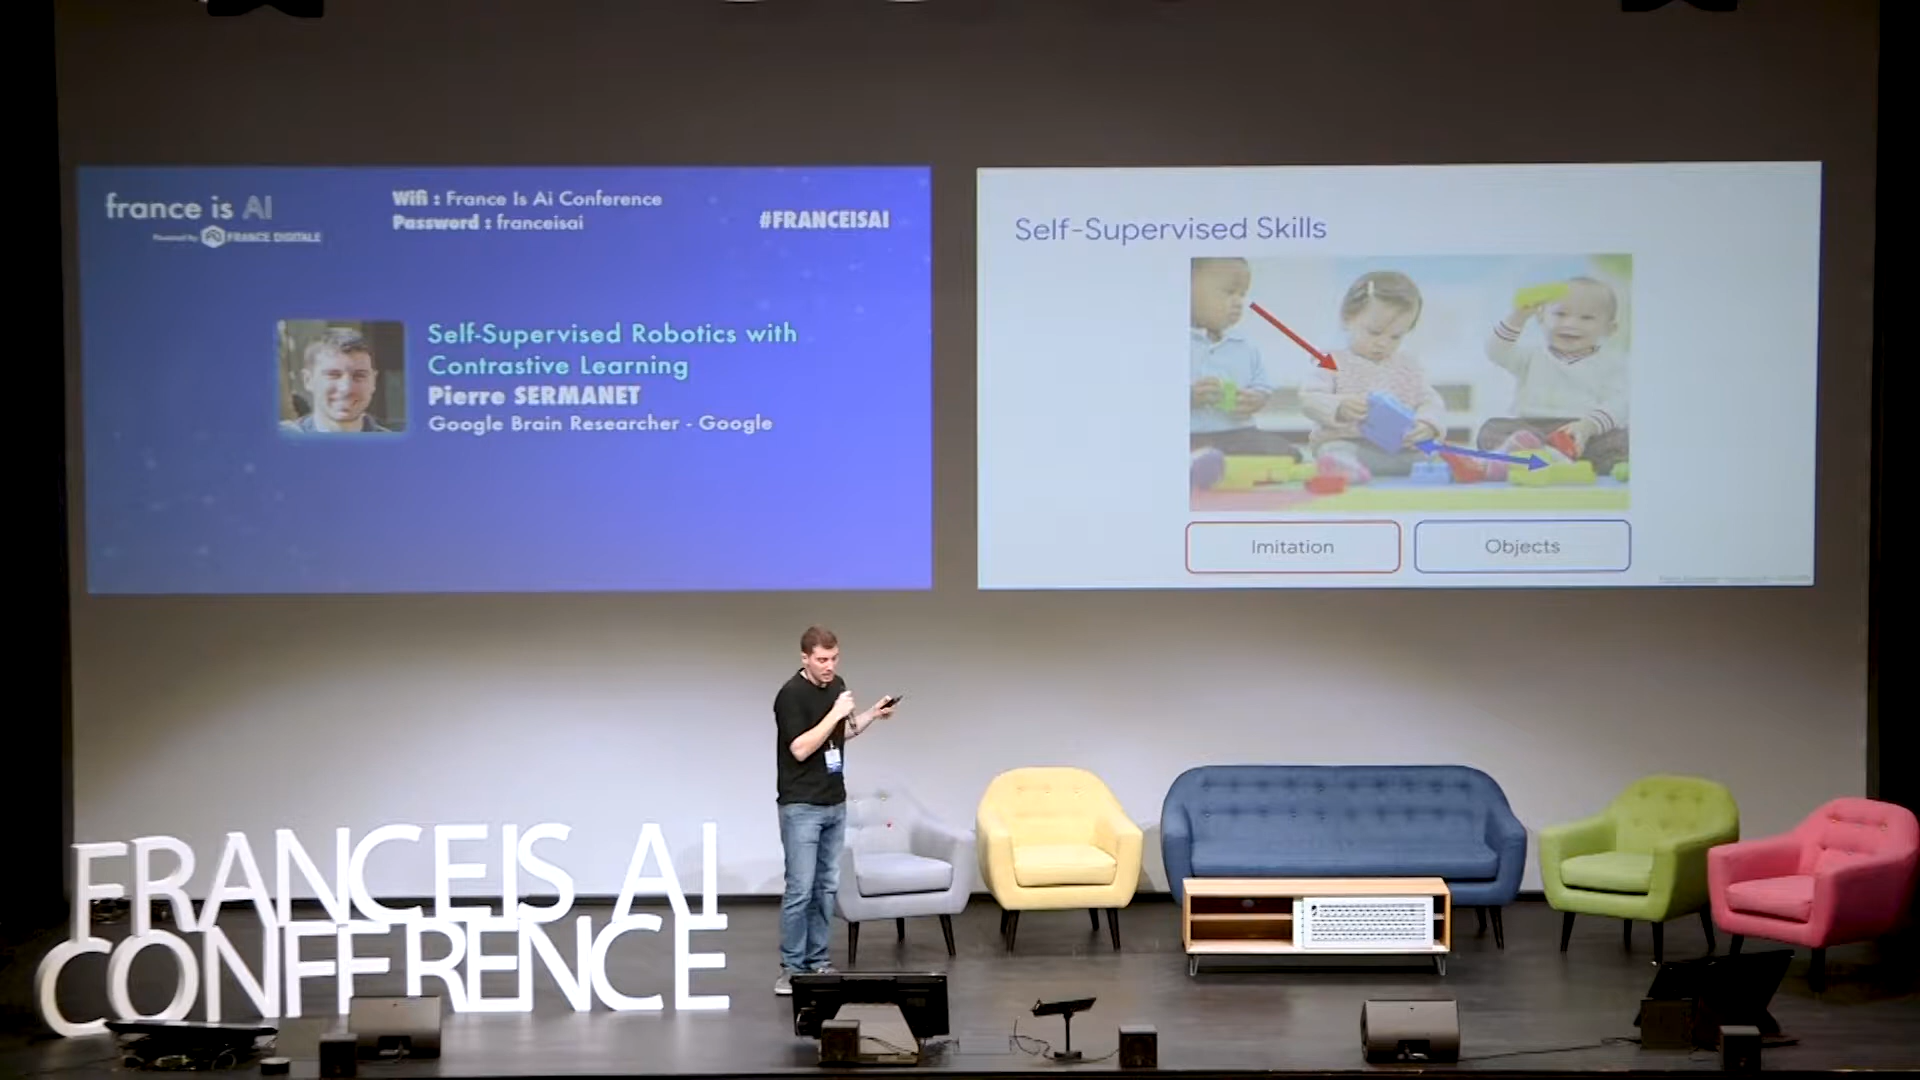 france is AI
Powered by FRANCE DIGITALE
Wifi : France Is Ai Conference
Password : franceisai
#FRANCEISAI
Self-Supervised Robotics with
Contrastive Learning
Pierre SERMANET
Google Brain Researcher - Google
Self-Supervised Skills
Imitation
Objects
FRANCE IS AI
CONFERENCE